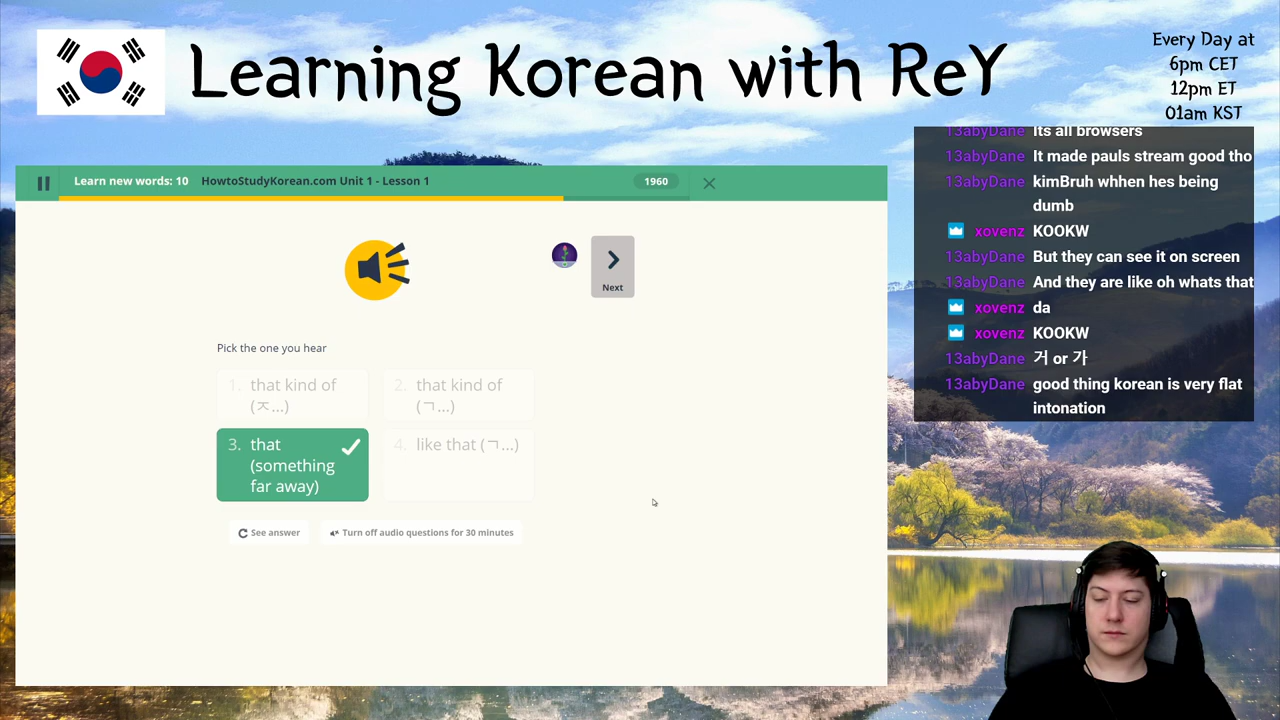 Learning Korean with ReY
Every Day at
6pm CET
12pm ET
01am KST
13abyDane Its all browsers
13abyDane It made pauls stream good tho
13abyDane kimBruh whhen hes being
dumb
xovenz KOOKW
13abyDane But they can see it on screen
13abyDane And they are like oh whats that
xovenz da
xovenz KOOKW
13abyDane 거 or 가
13abyDane good thing korean is very flat
intonation
Learn new words: 10 HowtoStudyKorean.com Unit 1 - Lesson 1 1960
Next
Pick the one you hear
1. that kind of
(ㅈ...)
2. that kind of
(ㄱ...)
3. that
(something
far away)
4. like that (ㄱ...)
See answer
Turn off audio questions for 30 minutes